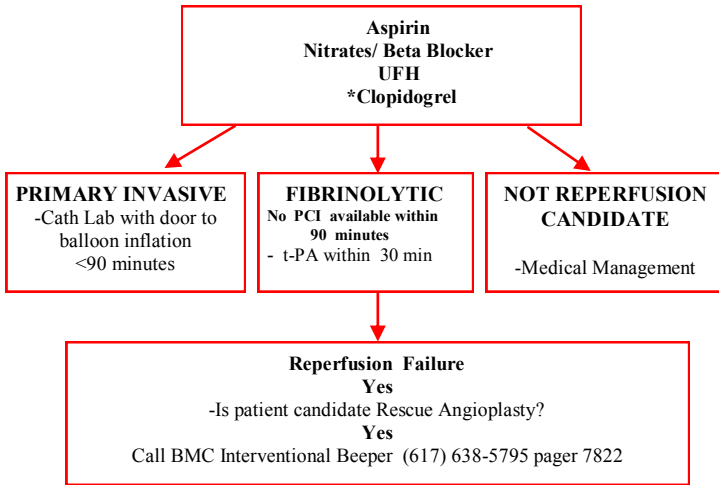 Aspirin
Nitrates/ Beta Blocker
UFH
*Clopidogrel
PRIMARY INVASIVE
-Cath Lab with door to
balloon inflation
<90 minutes
FIBRINOLYTIC
No PCI available within
90 minutes
- t-PA within 30 min
NOT REPERFUSION
CANDIDATE
-Medical Management
Reperfusion Failure
Yes
-Is patient candidate Rescue Angioplasty?
Yes
Call BMC Interventional Beeper (617) 638-5795 pager 7822